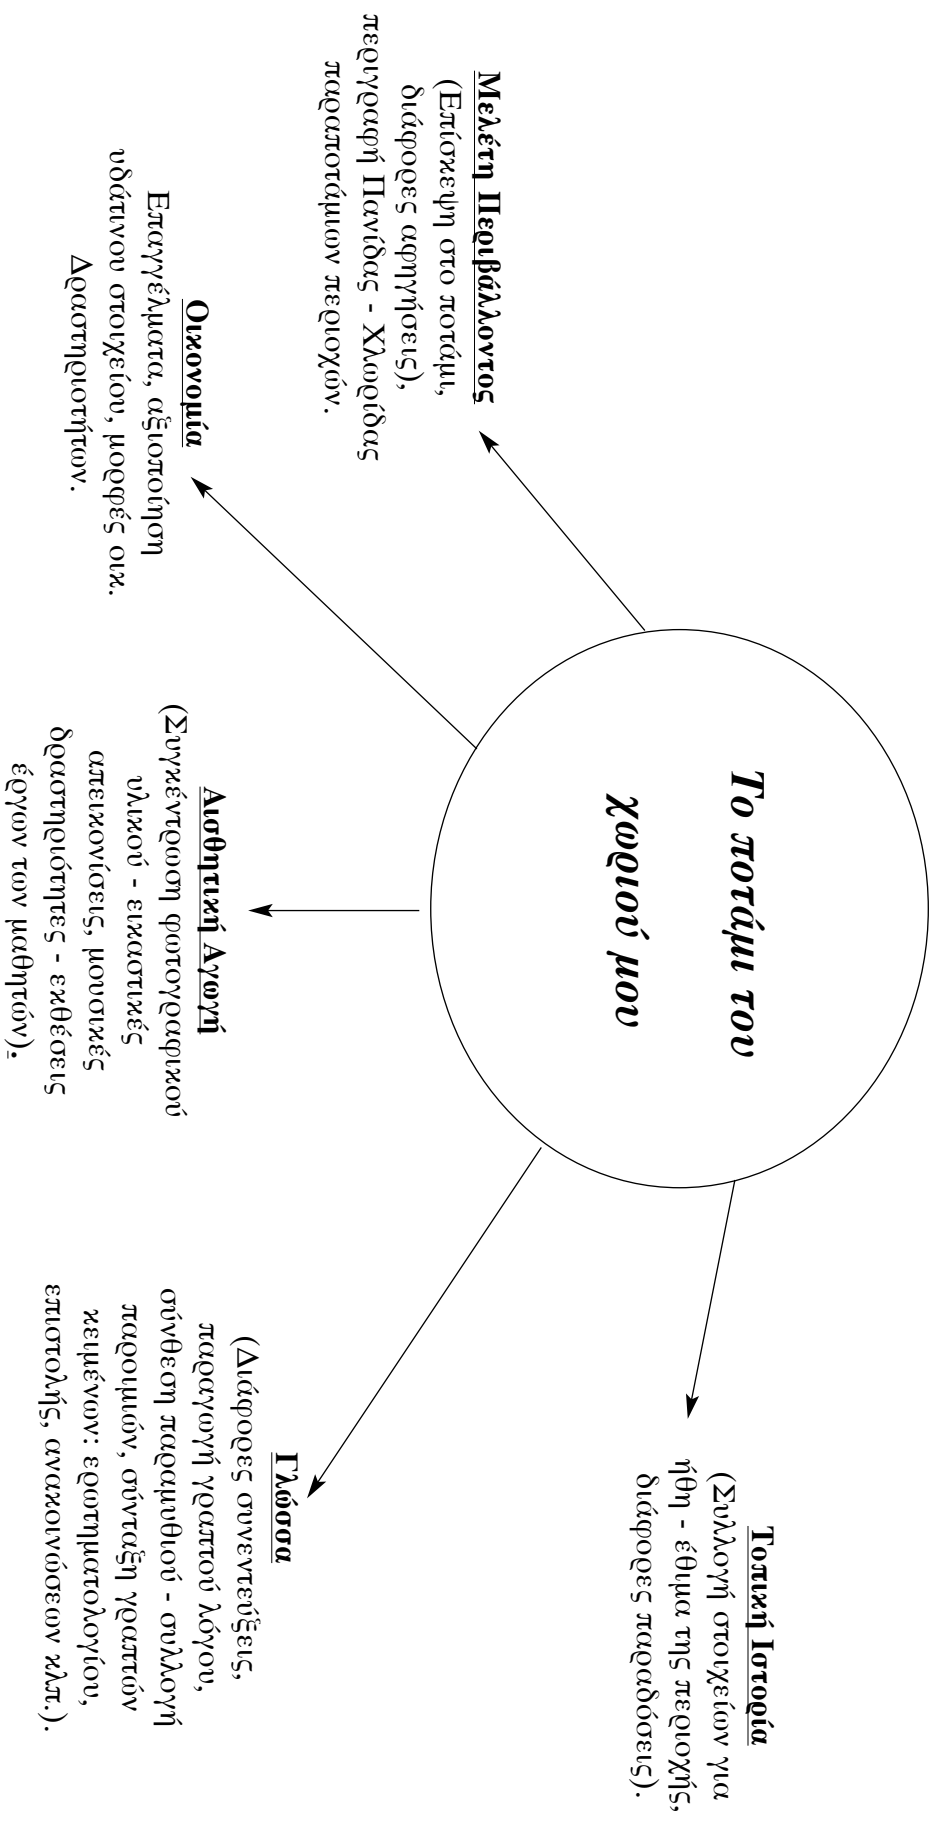 Το ποτάμι του
χωριού μου
Μελέτη Περιβάλλοντος
(Επίσκεψη στο ποτάμι,
διάφορες αφηγήσεις),
περιγραφή Πανίδας - Χλωρίδας
παραποτάμιων περιοχών.
Οικονομία
Επαγγέλματα, αξιοποίηση
υδάτινου στοιχείου, μορφές οικ.
Δραστηριοτήτων.
Αισθητική Αγωγή
(Συγκέντρωση φωτογραφικού
υλικού - εικαστικές
απεικονίσεις, μουσικές
δραστηριότητες - εκθέσεις
έργων των μαθητών).
Γλώσσα
(Διάφορες συνεντεύξεις,
παραγωγή γραπτού λόγου,
σύνθεση παραμυθιού - συλλογή
παροιμιών, σύνταξη γραπτών
κειμένων: ερωτηματολογίου,
επιστολής, ανακοινώσεων κλπ.).
Τοπική Ιστορία
(Συλλογή στοιχείων για
ήθη - έθιμα της περιοχής,
διάφορες παραδόσεις).